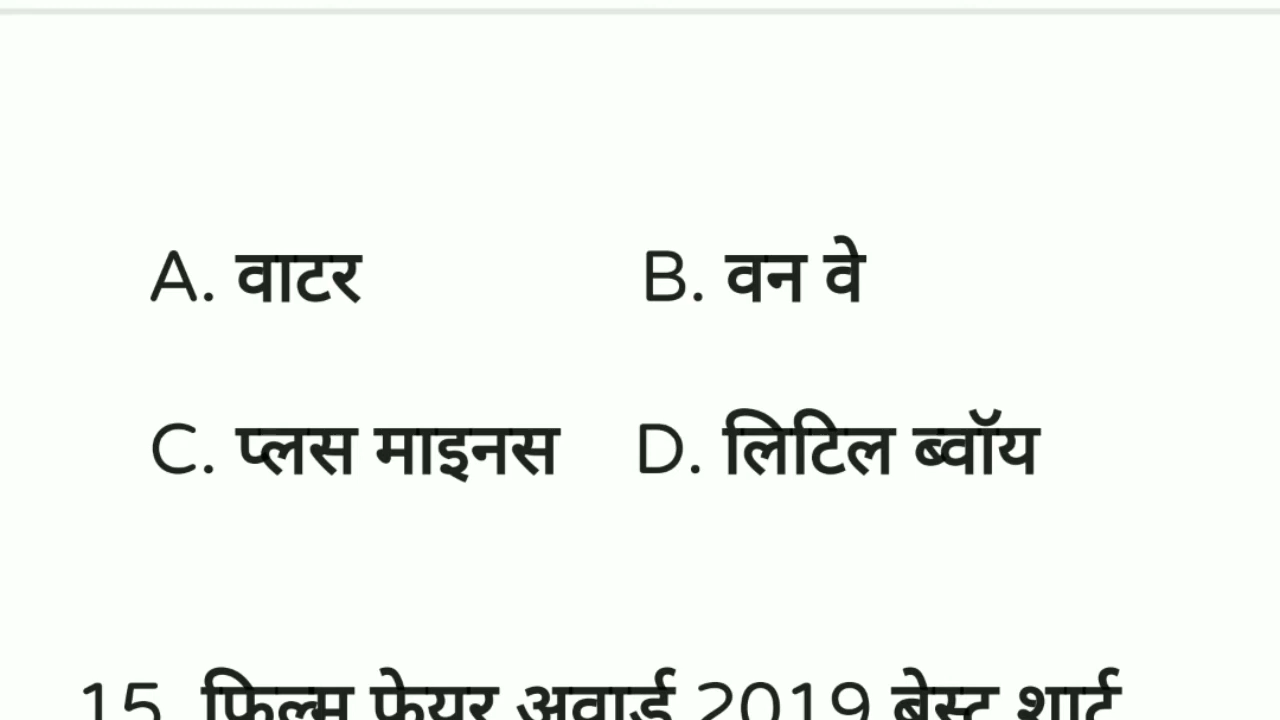 A. वाटर B. वन वे
C. प्लस माइनस D. लिटिल ब्वॉय
15. फिल्म फेयर अवार्ड 2019 बेस्ट शार्ट